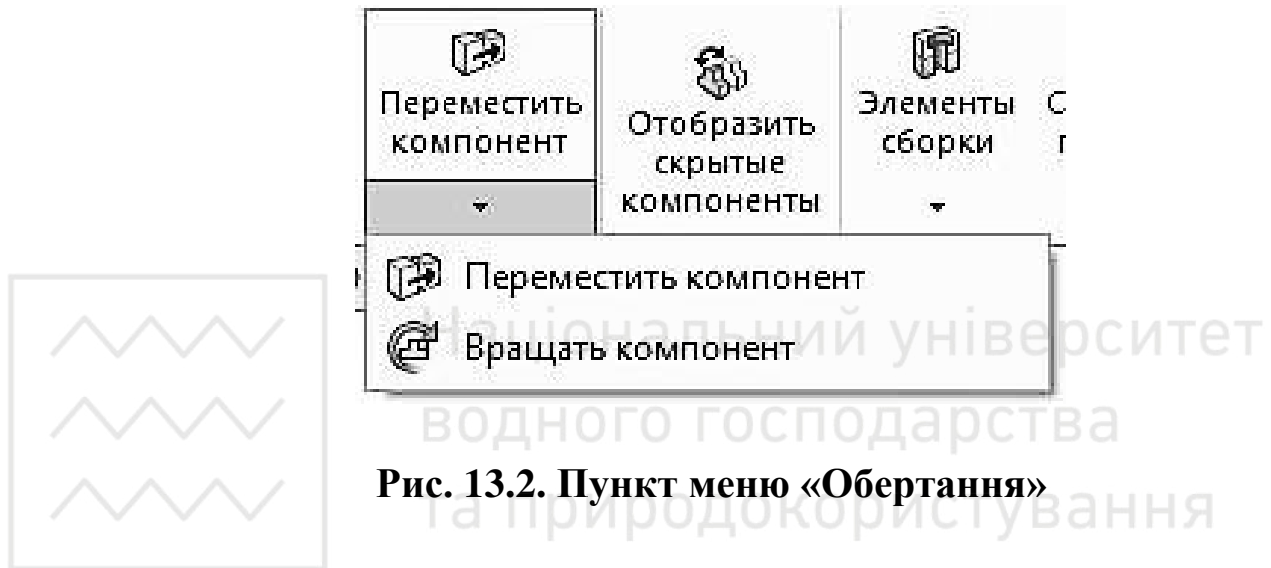 Переместить
компонент
Отобразить
скрытые
компоненты
Элементы
сборки
Переместить компонент
Вращать компонент
Національний університет
водного господарства
та природокористування
Рис. 13.2. Пункт меню «Обертання»